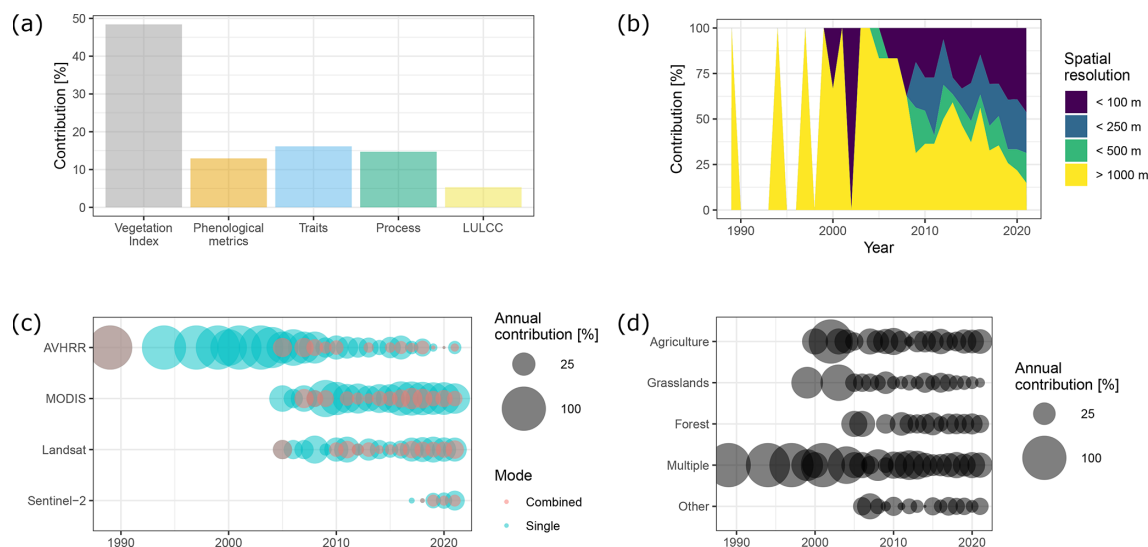 (a)
Contribution [%]
50
40
30
20
10
0
Vegetation
Index
Phenological
metrics
Traits
Process
LULCC
(b)
Contribution [%]
100
75
50
25
0
1990
2000
2010
2020
Year
Spatial
resolution
< 100 m
< 250 m
< 500 m
> 1000 m
(c)
AVHRR
MODIS
Landsat
Sentinel-2
1990
2000
2010
2020
Annual
contribution [%]
25
100
Mode
Combined
Single
(d)
Agriculture
Grasslands
Forest
Multiple
Other
1990
2000
2010
2020
Annual
contribution [%]
25
100